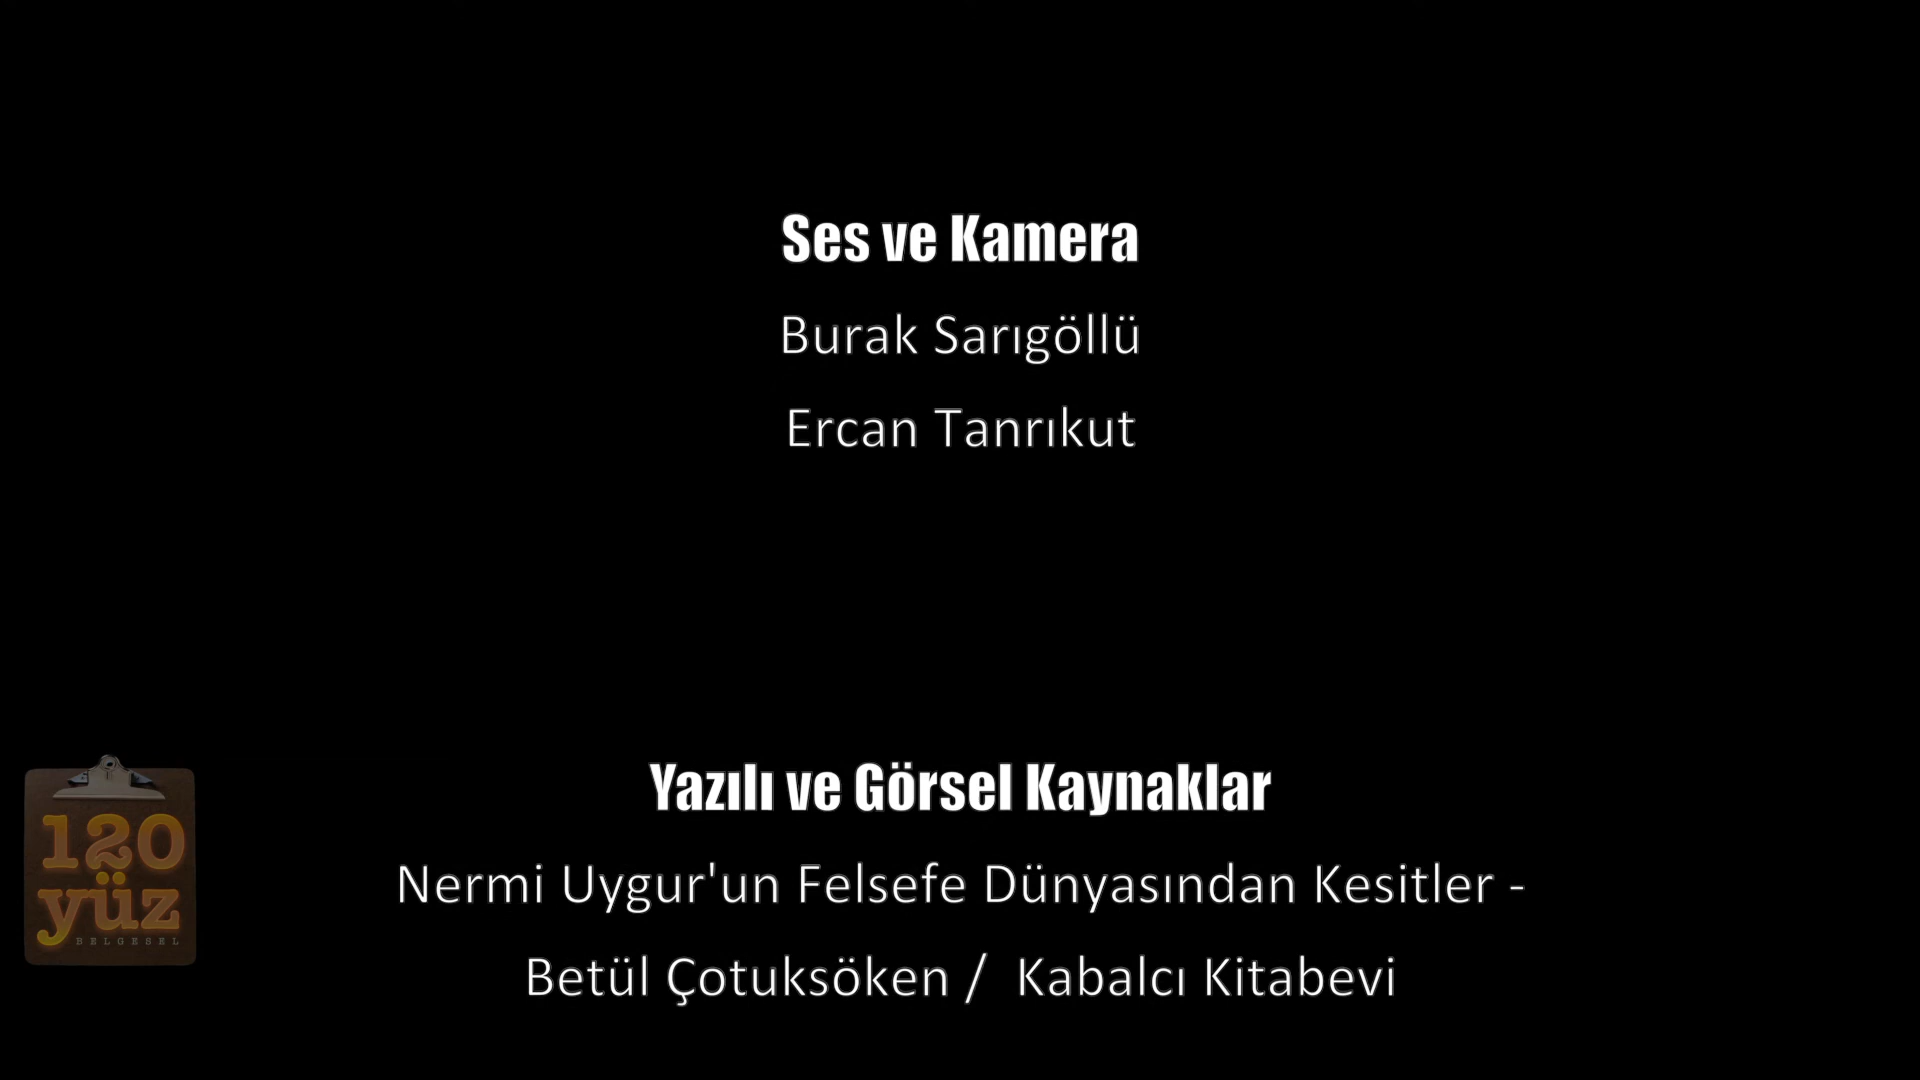 Ses ve Kamera
Burak Sarıgöllü
Ercan Tanrıkut
Yazılı ve Görsel Kaynaklar
Nermi Uygur'un Felsefe Dünyasından Kesitler -
Betül Çotuksöken /  Kabalcı Kitabevi
120
yüz
BELGESEL